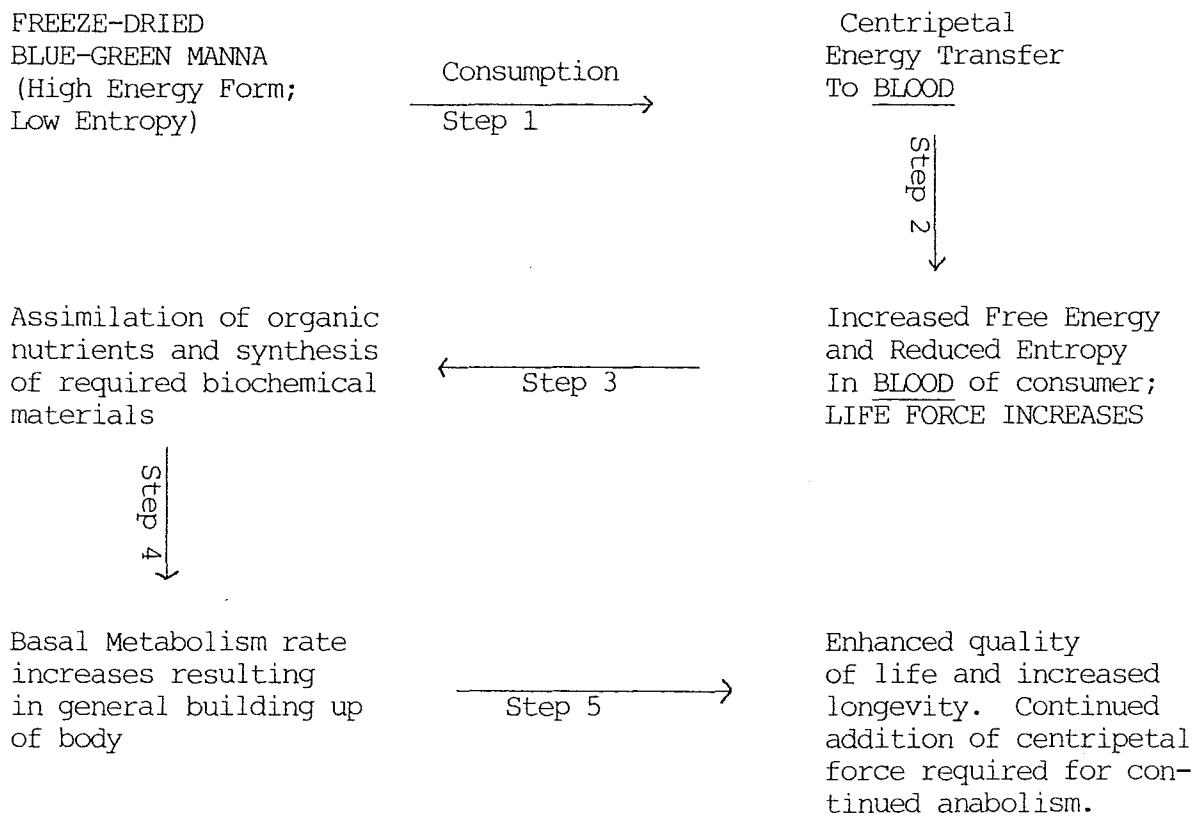 FREEZE-DRIED
BLUE-GREEN MANNA
(High Energy Form;
Low Entropy)
Consumption
Step 1
Centripetal
Energy Transfer
To BLOOD
Step 2
Increased Free Energy
and Reduced Entropy
In BLOOD of consumer;
LIFE FORCE INCREASES
Step 3
Assimilation of organic
nutrients and synthesis
of required biochemical
materials
Step 4
Basal Metabolism rate
increases resulting
in general building up
of body
Step 5
Enhanced quality
of life and increased
longevity. Continued
addition of centripetal
force required for con-
tinued anabolism.